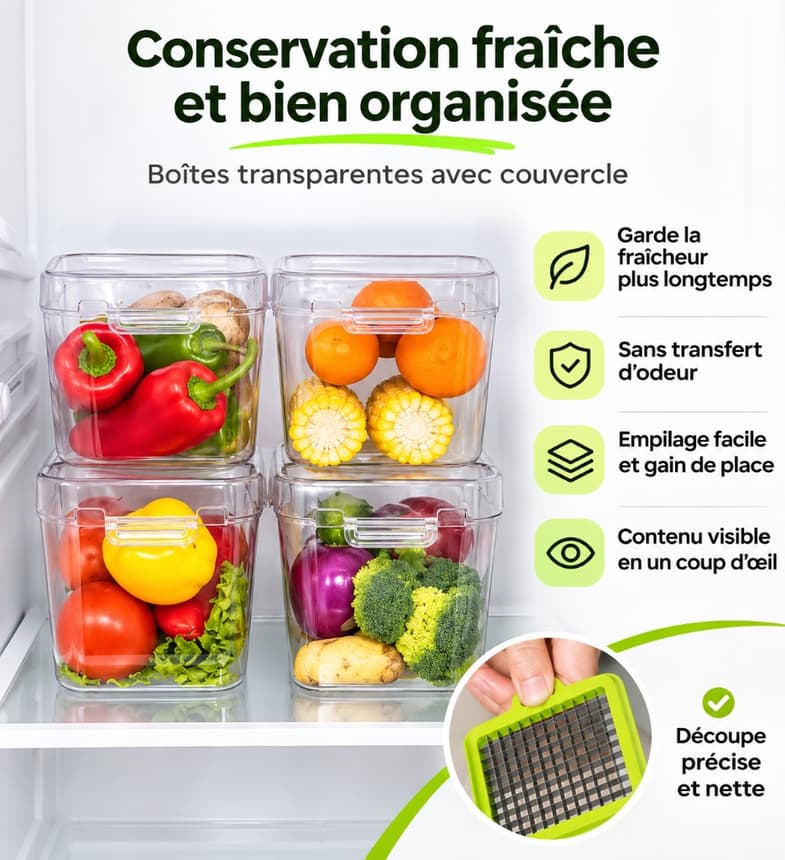 Conservation fraîche
et bien organisée
Boîtes transparentes avec couvercle
Garde la
fraîcheur
plus longtemps
Sans transfert
d'odeur
Empilage facile
et gain de place
Contenu visible
en un coup d'œil
Découpe
précise
et nette